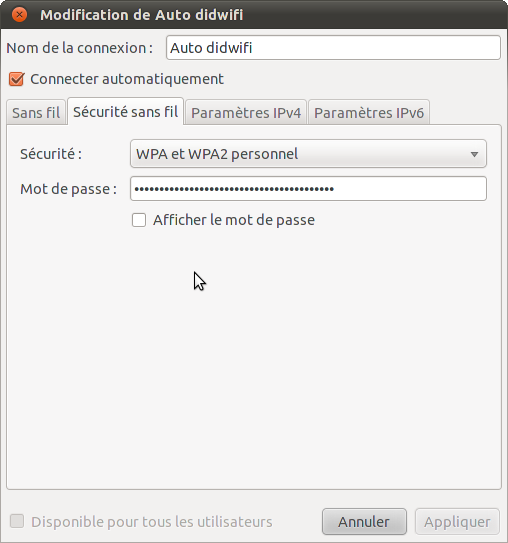 Modification de Auto didwifi
Nom de la connexion : Auto didwifi
Connecter automatiquement
Sans fil Sécurité sans fil Paramètres IPv4 Paramètres IPv6
Sécurité : WPA et WPA2 personnel
Mot de passe : ••••••••••••••••••••••••••••••••••••••••
Afficher le mot de passe
Disponible pour tous les utilisateurs Annuler Appliquer